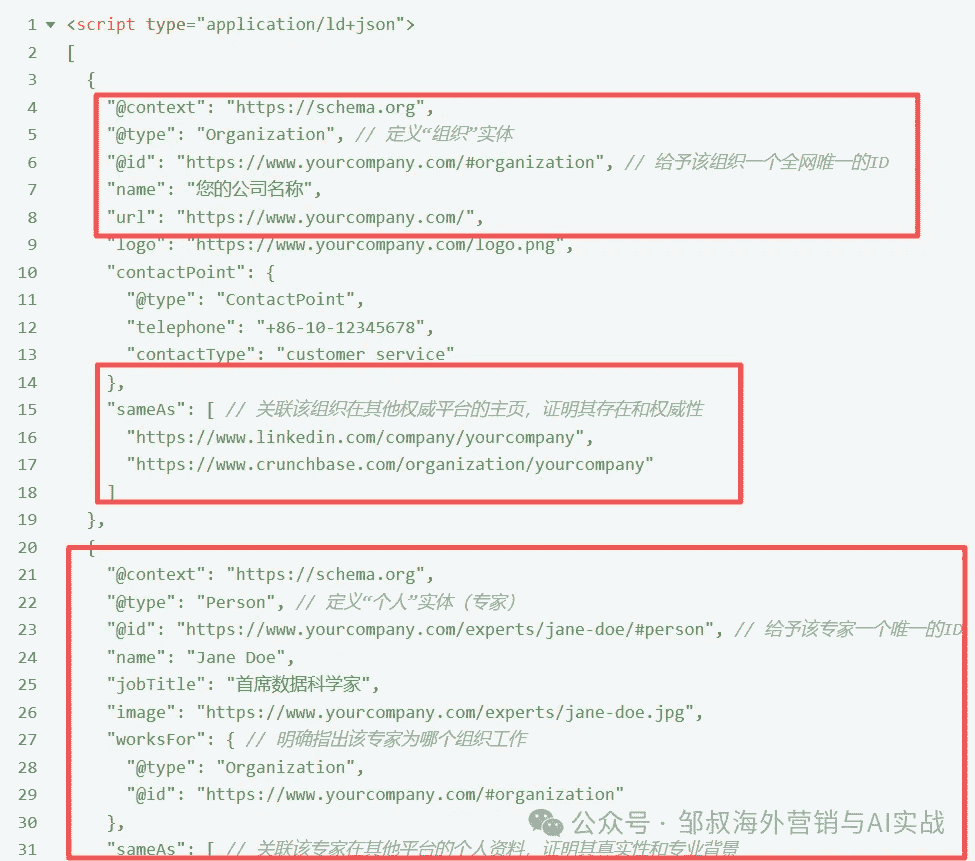 1 <script type="application/ld+json">
2 [
3 {
4 "@context": "https://schema.org",
5 "@type": "Organization", // 定义“组织”实体
6 "@id": "https://www.yourcompany.com/#organization", // 给予该组织一个全网唯一的ID
7 "name": "您的公司名称",
8 "url": "https://www.yourcompany.com/",
9 "logo": "https://www.yourcompany.com/logo.png",
10 "contactPoint": {
11 "@type": "ContactPoint",
12 "telephone": "+86-10-12345678",
13 "contactType": "customer service"
14 },
15 "sameAs": [ // 关联该组织在其他权威平台的主页，证明其存在和权威性
16 "https://www.linkedin.com/company/yourcompany",
17 "https://www.crunchbase.com/organization/yourcompany"
18 ]
19 },
20 {
21 "@context": "https://schema.org",
22 "@type": "Person", // 定义“个人”实体（专家）
23 "@id": "https://www.yourcompany.com/experts/jane-doe/#person", // 给予该专家一个唯一的ID
24 "name": "Jane Doe",
25 "jobTitle": "首席数据科学家",
26 "image": "https://www.yourcompany.com/experts/jane-doe.jpg",
27 "worksFor": { // 明确指出该专家为哪个组织工作
28 "@type": "Organization",
29 "@id": "https://www.yourcompany.com/#organization"
30 },
公众号 · 邹叔海外营销与AI实战
31 "sameAs": [ // 关联该专家在其他平台的个人资料，证明其真实性和专业背景